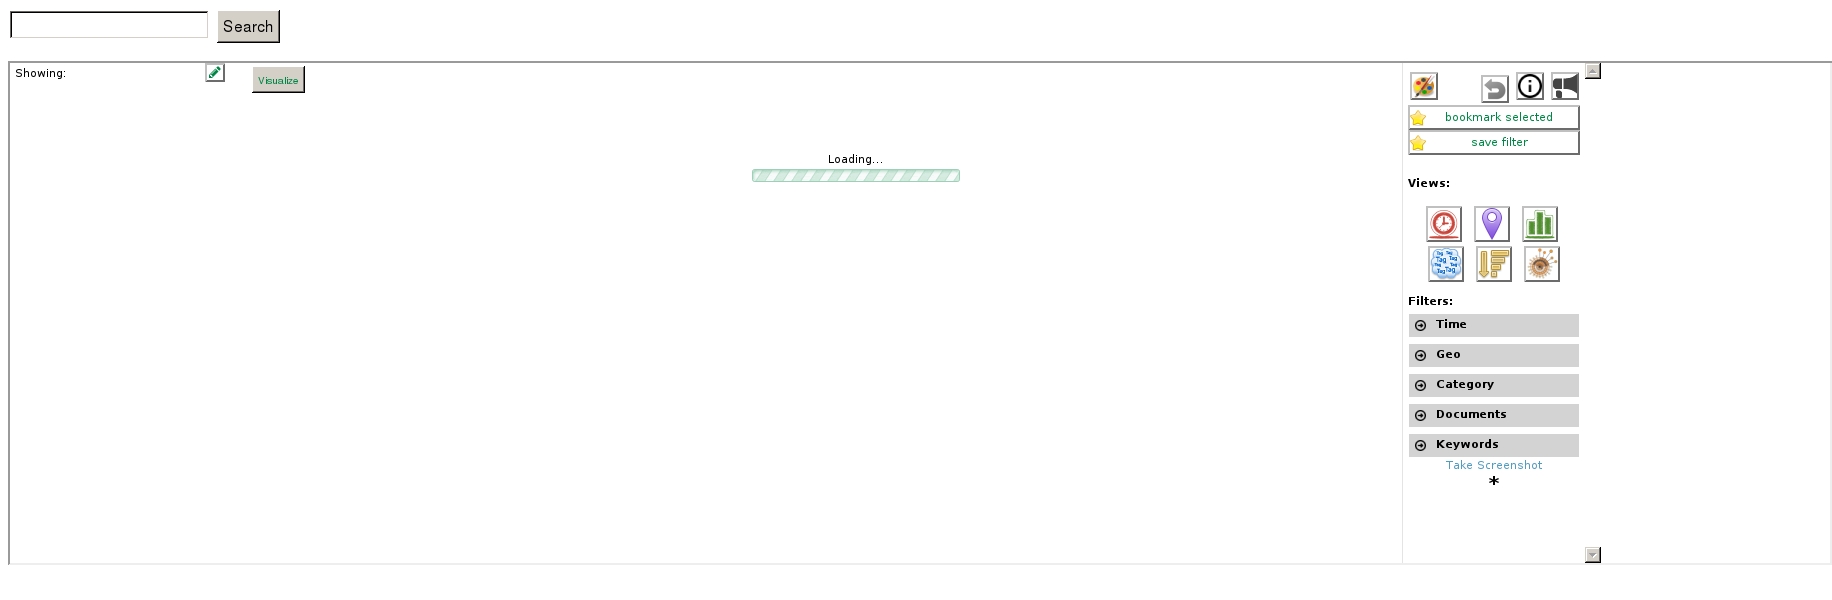 Search
Showing:
Visualize
Loading...
bookmark selected
save filter
Views:
Filters:
Time
Geo
Category
Documents
Keywords
Take Screenshot
*